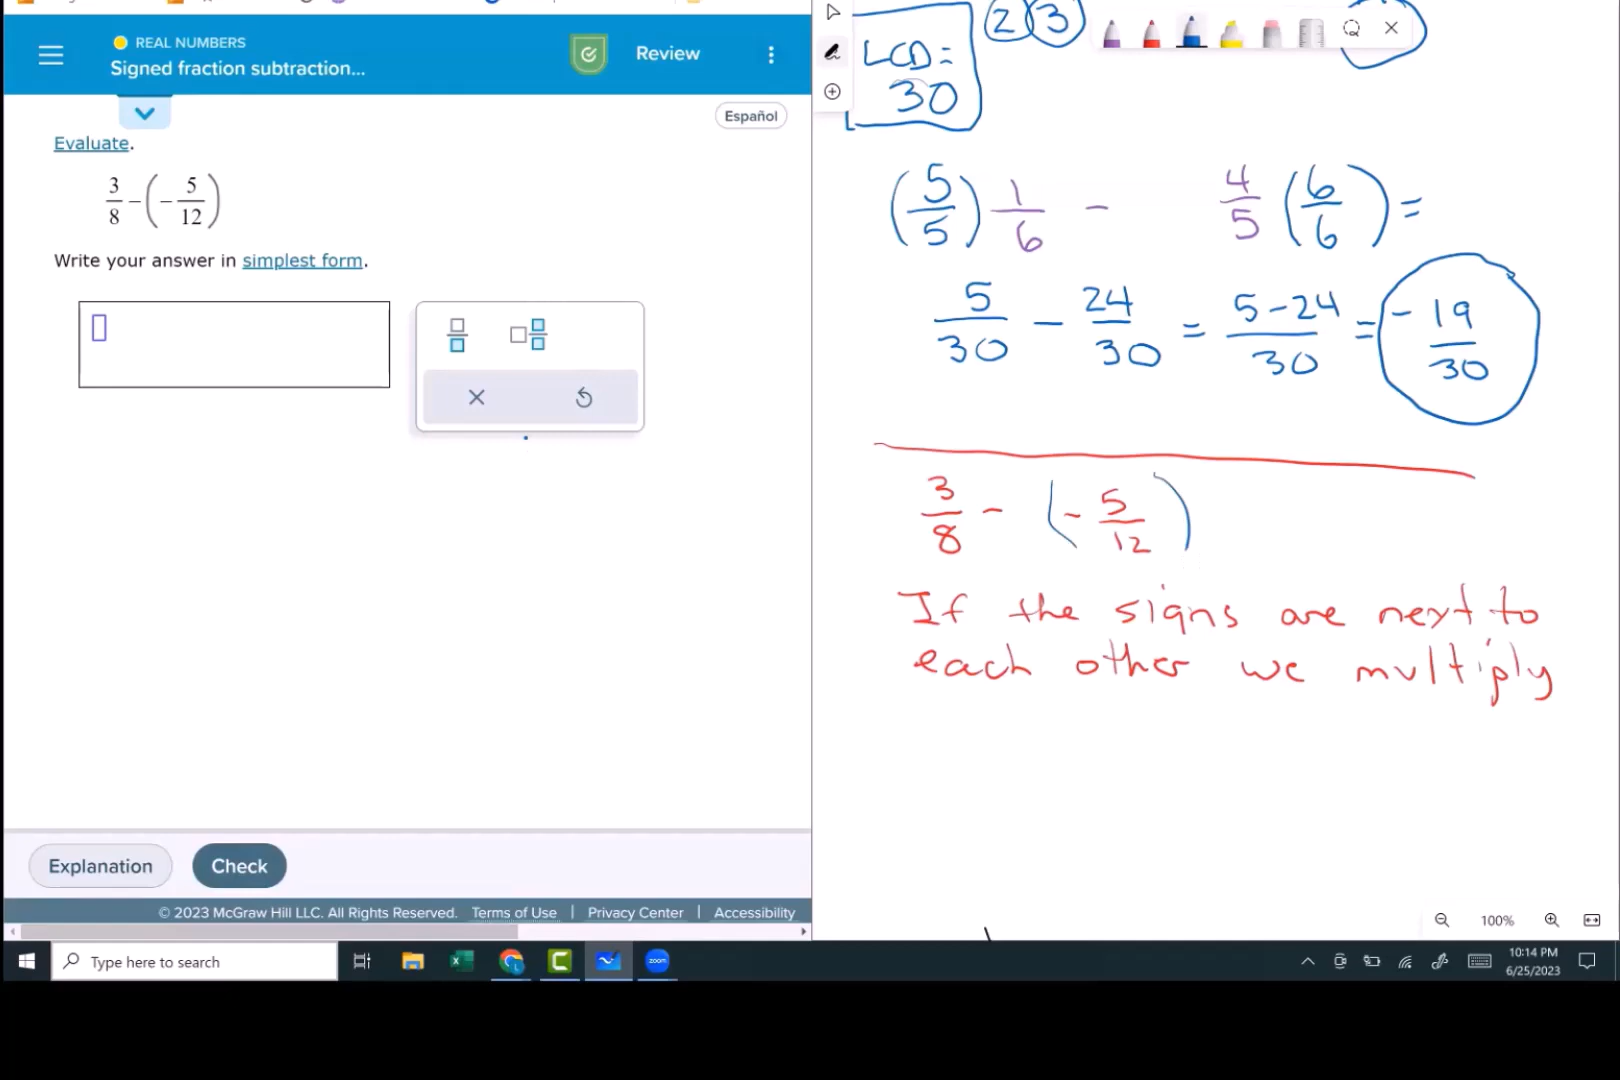 REAL NUMBERS
Signed fraction subtraction...
Review
Español
Evaluate.
3/8 - (- 5/12)
Write your answer in simplest form.
Explanation
Check
© 2023 McGraw Hill LLC. All Rights Reserved. Terms of Use | Privacy Center | Accessibility
LCD = 30
2 3
(5/5) 1/6 - 4/5 (6/6) =
5/30 - 24/30 = 5-24/30 = - 19/30
3/8 - (- 5/12)
If the signs are next to
each other we multiply
100%
Type here to search
zoom
10:14 PM
6/25/2023